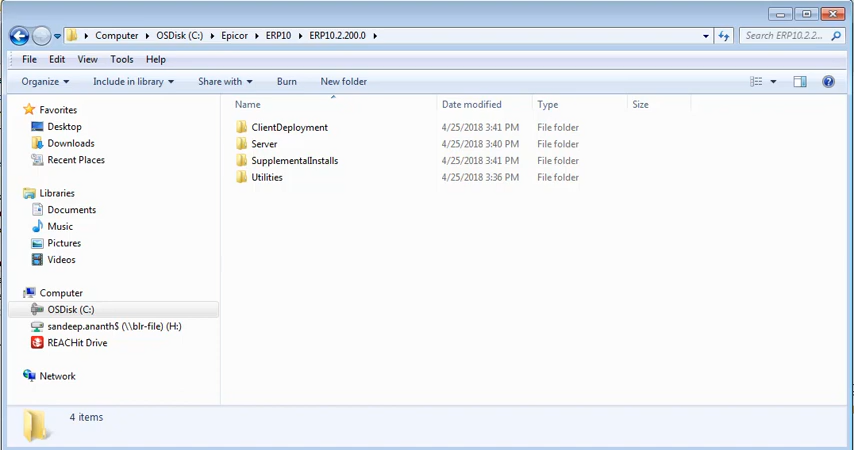 Computer OSDisk (C:) Epicor ERP10 ERP10.2.200.0 Search ERP10.2.2...
File Edit View Tools Help
Organize Include in library Share with Burn New folder
Name Date modified Type Size
ClientDeployment 4/25/2018 3:41 PM File folder
Server 4/25/2018 3:40 PM File folder
SupplementalInstalls 4/25/2018 3:41 PM File folder
Utilities 4/25/2018 3:36 PM File folder
Favorites
Desktop
Downloads
Recent Places
Libraries
Documents
Music
Pictures
Videos
Computer
OSDisk (C:)
sandeep.ananth$ (\\blr-file) (H:)
REACHit Drive
Network
4 items